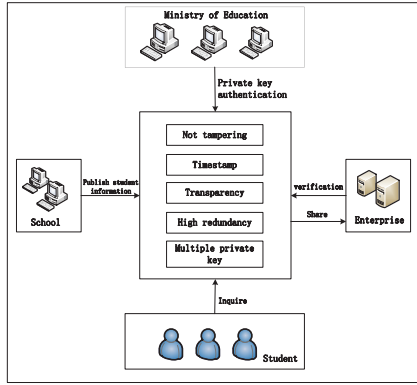 Ministry of Education
Private key
authentication
Not tampering
Timestamp
Transparency
High redundancy
Multiple private
key
Publish student
information
School
verification
Share
Enterprise
Inquire
Student